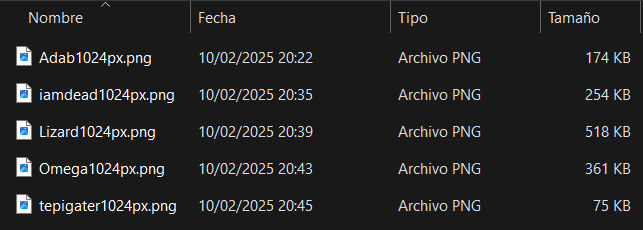 Nombre Fecha Tipo Tamaño
Adab1024px.png 10/02/2025 20:22 Archivo PNG 174 KB
iamdead1024px.png 10/02/2025 20:35 Archivo PNG 254 KB
Lizard1024px.png 10/02/2025 20:39 Archivo PNG 518 KB
Omega1024px.png 10/02/2025 20:43 Archivo PNG 361 KB
tepigater1024px.png 10/02/2025 20:45 Archivo PNG 75 KB